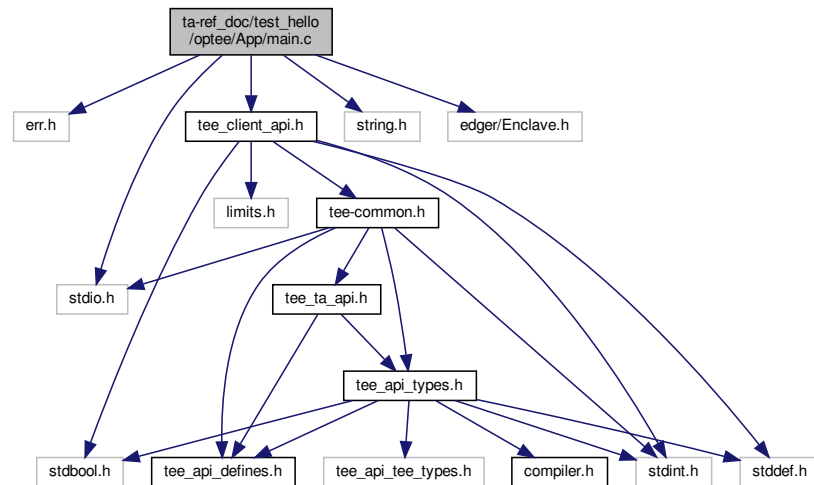 ta-ref_doc/test_hello
/optee/App/main.c
err.h
tee_client_api.h
string.h
edger/Enclave.h
limits.h
tee-common.h
stdio.h
tee_ta_api.h
tee_api_types.h
stdbool.h
tee_api_defines.h
tee_api_tee_types.h
compiler.h
stdint.h
stddef.h